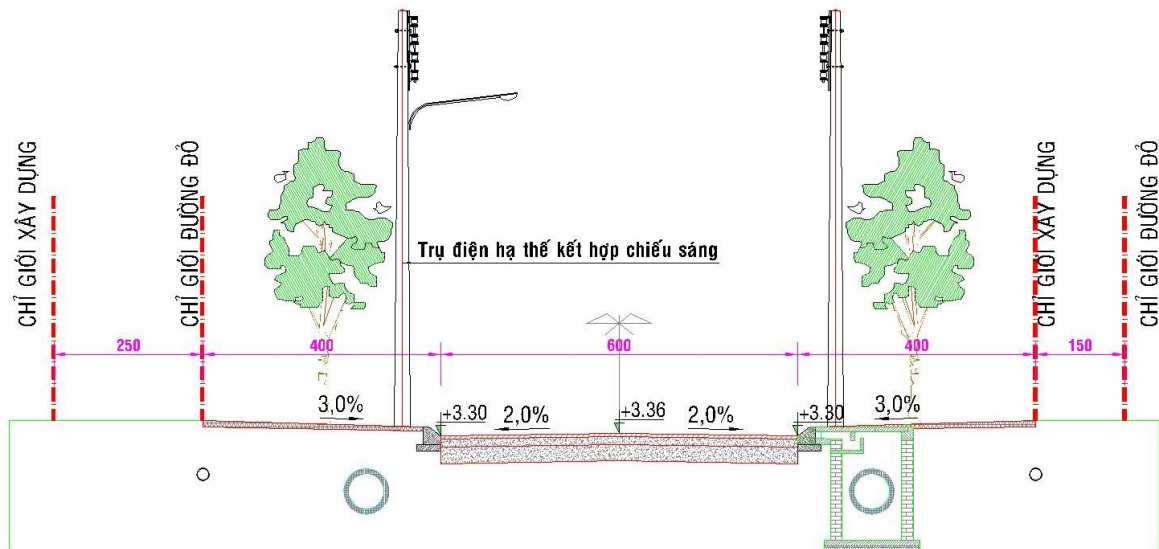 CHỈ GIỚI XÂY DỰNG
CHỈ GIỚI ĐƯỜNG ĐỎ
Trụ điện hạ thế kết hợp chiếu sáng
CHỈ GIỚI XÂY DỰNG
CHỈ GIỚI ĐƯỜNG ĐỎ
250
400
600
400
150
3,0%
+3.30
2,0%
+3.36
2,0%
+3.30
3,0%